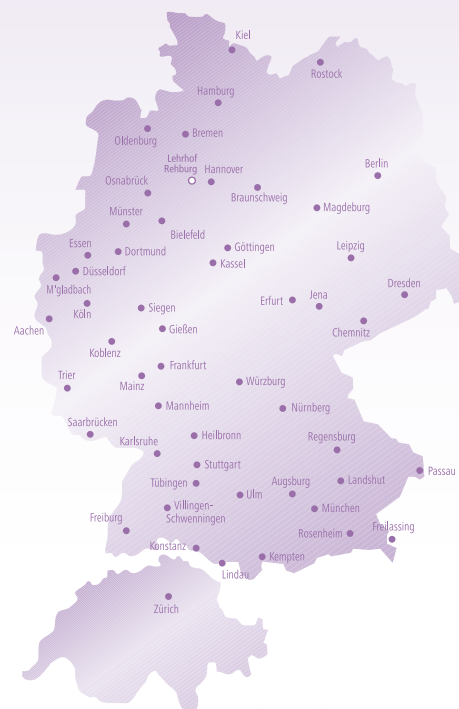 Kiel
Rostock
Hamburg
Oldenburg
Bremen
Lehrhof
Rehburg
Hannover
Berlin
Osnabrück
Braunschweig
Magdeburg
Münster
Bielefeld
Essen
Dortmund
Göttingen
Leipzig
Düsseldorf
Kassel
M'gladbach
Dresden
Köln
Siegen
Erfurt
Jena
Aachen
Gießen
Chemnitz
Koblenz
Frankfurt
Trier
Mainz
Würzburg
Mannheim
Nürnberg
Saarbrücken
Heilbronn
Regensburg
Karlsruhe
Stuttgart
Passau
Tübingen
Augsburg
Landshut
Ulm
Villingen-
Schwenningen
München
Freiburg
Rosenheim
Freilassing
Konstanz
Kempten
Lindau
Zürich